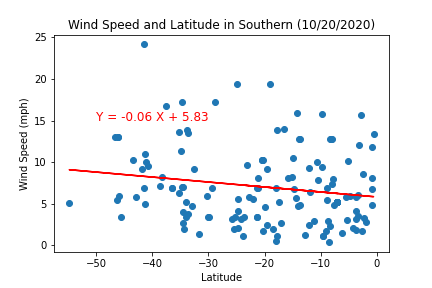 Wind Speed and Latitude in Southern (10/20/2020)
25
20
15
10
5
0
Wind Speed (mph)
Y = -0.06 X + 5.83
−50 −40 −30 −20 −10 0
Latitude